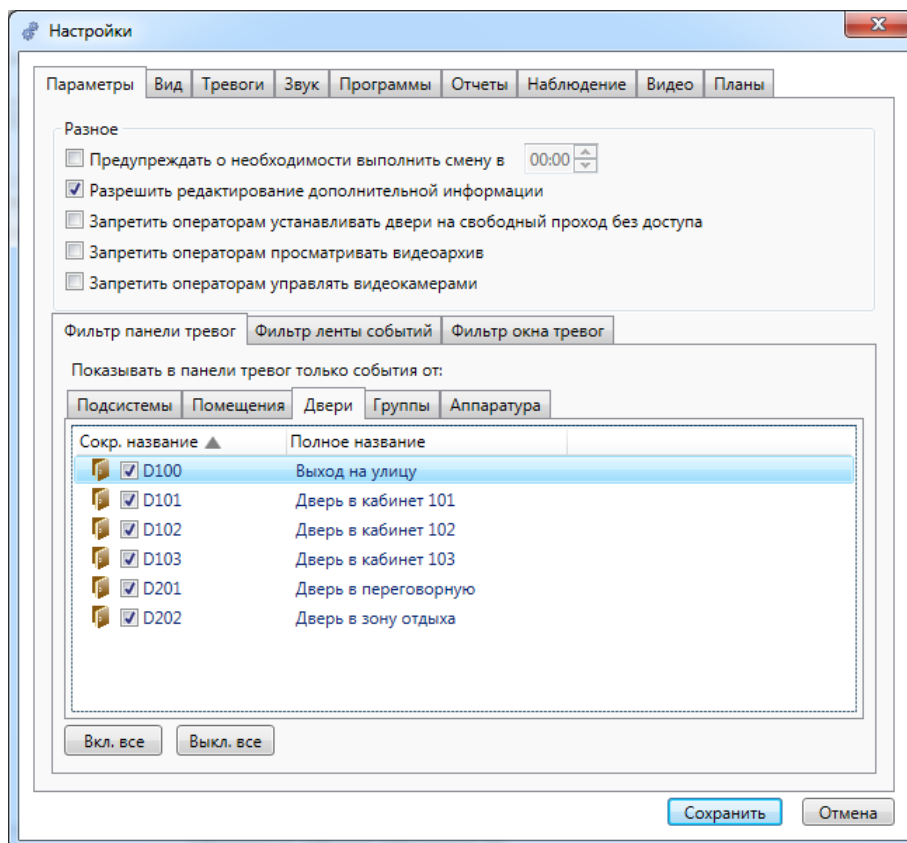 Настройки
Параметры Вид Тревоги Звук Программы Отчеты Наблюдение Видео Планы
Разное
Предупреждать о необходимости выполнить смену в 00:00
Разрешить редактирование дополнительной информации
Запретить операторам устанавливать двери на свободный проход без доступа
Запретить операторам просматривать видеоархив
Запретить операторам управлять видеокамерами
Фильтр панели тревог Фильтр ленты событий Фильтр окна тревог
Показывать в панели тревог только события от:
Подсистемы Помещения Двери Группы Аппаратура
Сокр. название Полное название
D100 Выход на улицу
D101 Дверь в кабинет 101
D102 Дверь в кабинет 102
D103 Дверь в кабинет 103
D201 Дверь в переговорную
D202 Дверь в зону отдыха
Вкл. все Выкл. все
Сохранить Отмена